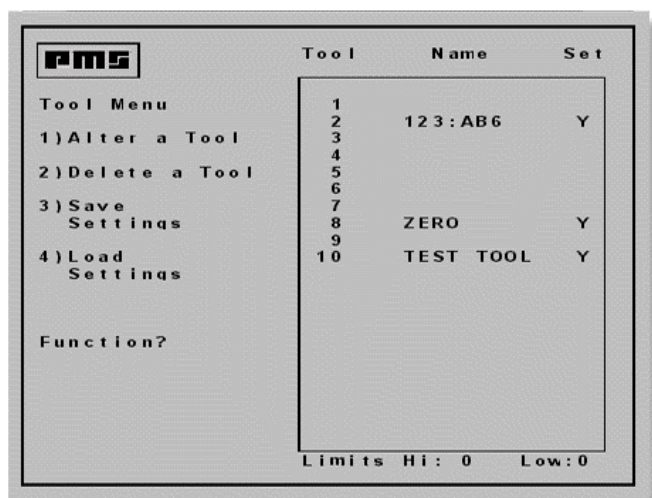 pms
Tool Menu
1)Alter a Tool
2)Delete a Tool
3)Save
Settings
4)Load
Settings
Function?
Tool Name Set
1
2 123:AB6 Y
3
4
5
6
7
8 ZERO Y
9
10 TEST TOOL Y
Limits Hi: 0 Low:0